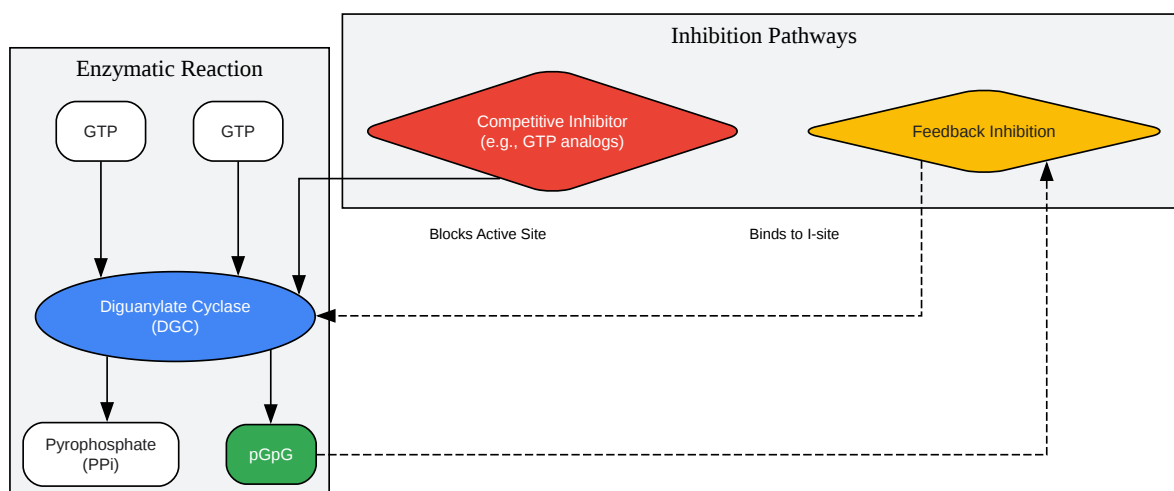 Inhibition Pathways
Enzymatic Reaction
GTP
GTP
Competitive Inhibitor
(e.g., GTP analogs)
Feedback Inhibition
Blocks Active Site
Binds to I-site
Diguanylate Cyclase
(DGC)
Pyrophosphate
(PPi)
pGpG